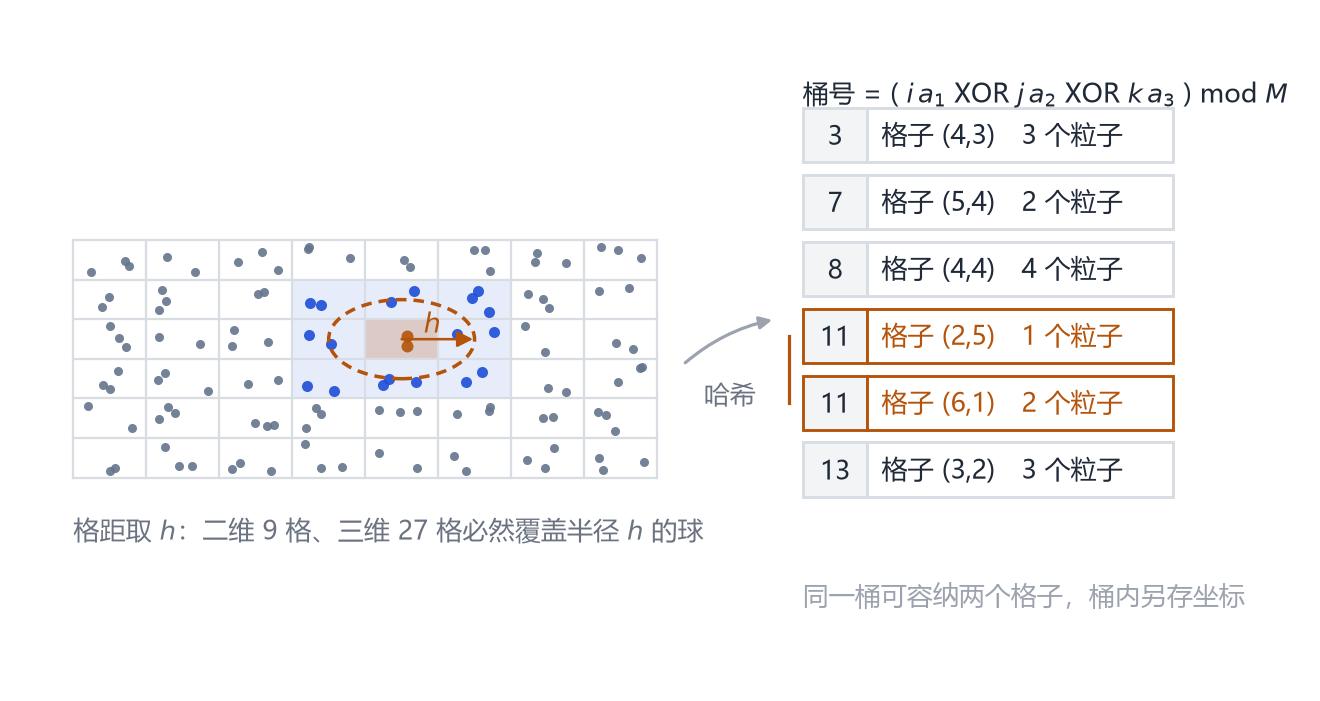 桶号 = ( i a₁ XOR j a₂ XOR k a₃ ) mod M
3 格子 (4,3) 3 个粒子
7 格子 (5,4) 2 个粒子
8 格子 (4,4) 4 个粒子
11 格子 (2,5) 1 个粒子
11 格子 (6,1) 2 个粒子
13 格子 (3,2) 3 个粒子
h
哈希
格距取 h：二维 9 格、三维 27 格必然覆盖半径 h 的球
同一桶可容纳两个格子，桶内另存坐标